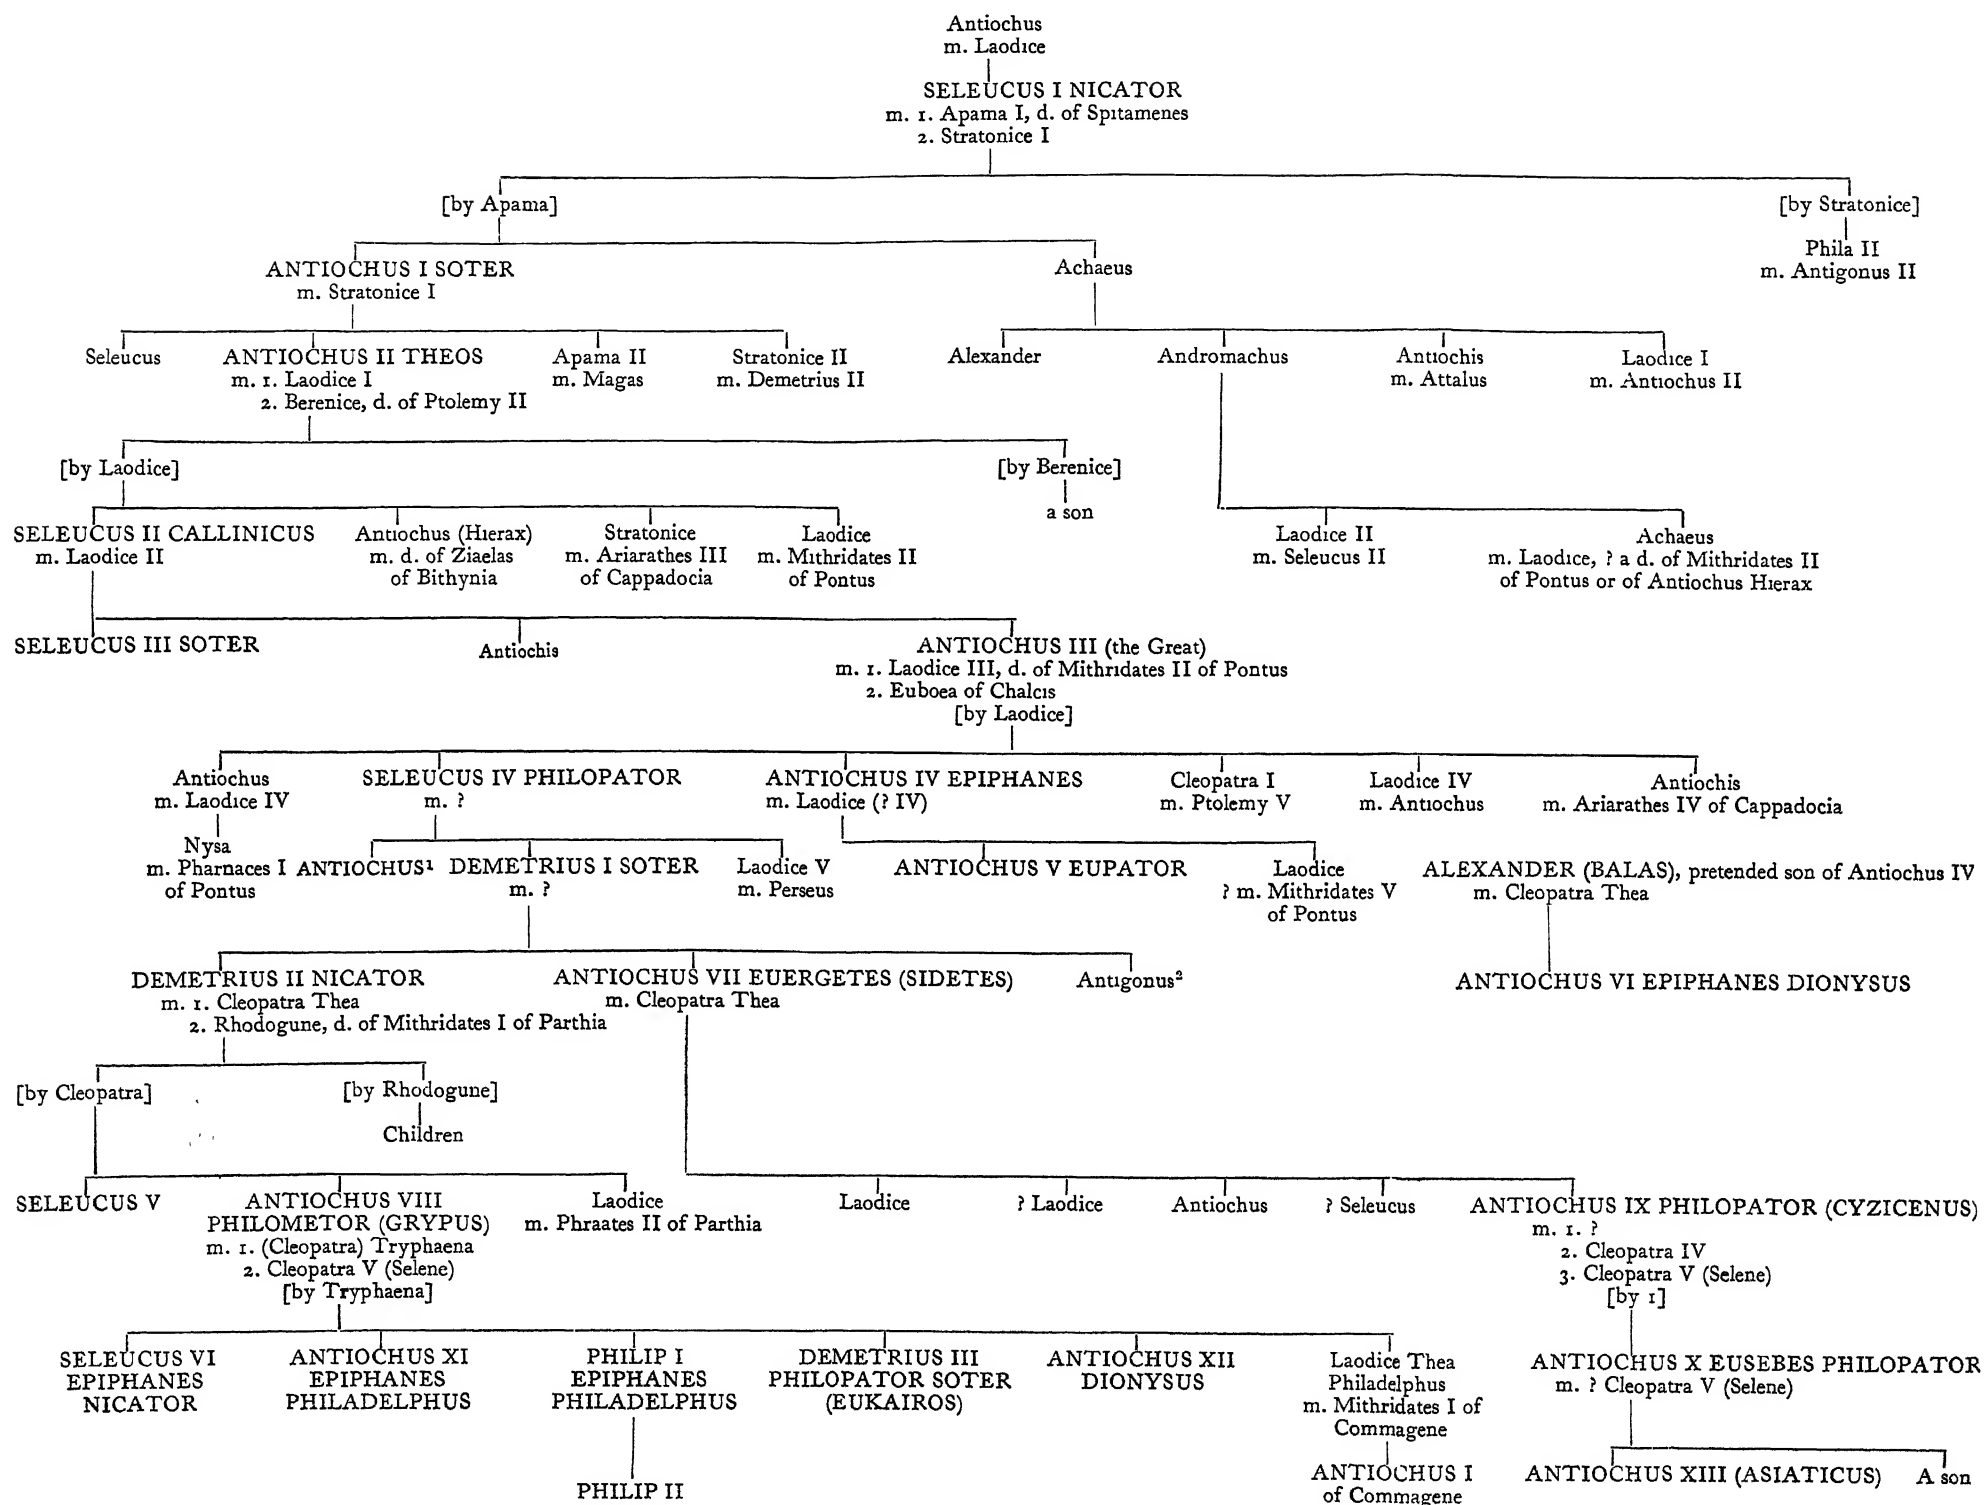 Antiochus
m. Laodice
SELEUCUS I NICATOR
m. 1. Apama I, d. of Spitamenes
2. Stratonice I
[by Apama]
[by Stratonice]
ANTIOCHUS I SOTER
m. Stratonice I
Achaeus
Phila II
m. Antigonus II
Seleucus
ANTIOCHUS II THEOS
m. 1. Laodice I
2. Berenice, d. of Ptolemy II
Apama II
m. Magas
Stratonice II
m. Demetrius II
Alexander
Andromachus
Antiochis
m. Attalus
Laodice I
m. Antiochus II
[by Laodice]
[by Berenice]
a son
SELEUCUS II CALLINICUS
m. Laodice II
Antiochus (Hierax)
m. d. of Ziaelas
of Bithynia
Stratonice
m. Ariarathes III
of Cappadocia
Laodice
m. Mithridates II
of Pontus
Laodice II
m. Seleucus II
Achaeus
m. Laodice, ? a d. of Mithridates II
of Pontus or of Antiochus Hierax
SELEUCUS III SOTER
Antiochis
ANTIOCHUS III (the Great)
m. 1. Laodice III, d. of Mithridates II of Pontus
2. Euboea of Chalcis
[by Laodice]
Antiochus
m. Laodice IV
SELEUCUS IV PHILOPATOR
m. ?
ANTIOCHUS IV EPIPHANES
m. Laodice (? IV)
Cleopatra I
m. Ptolemy V
Laodice IV
m. Antiochus
Antiochis
m. Ariarathes IV of Cappadocia
Nysa
m. Pharnaces I
of Pontus
ANTIOCHUS¹
DEMETRIUS I SOTER
m. ?
Laodice V
m. Perseus
ANTIOCHUS V EUPATOR
Laodice
? m. Mithridates V
of Pontus
ALEXANDER (BALAS), pretended son of Antiochus IV
m. Cleopatra Thea
DEMETRIUS II NICATOR
m. 1. Cleopatra Thea
2. Rhodogune, d. of Mithridates I of Parthia
ANTIOCHUS VII EUERGETES (SIDETES)
m. Cleopatra Thea
Antigonus²
ANTIOCHUS VI EPIPHANES DIONYSUS
[by Cleopatra]
[by Rhodogune]
Children
SELEUCUS V
ANTIOCHUS VIII
PHILOMETOR (GRYPUS)
m. 1. (Cleopatra) Tryphaena
2. Cleopatra V (Selene)
[by Tryphaena]
Laodice
m. Phraates II of Parthia
Laodice
? Laodice
Antiochus
? Seleucus
ANTIOCHUS IX PHILOPATOR (CYZICENUS)
m. 1. ?
2. Cleopatra IV
3. Cleopatra V (Selene)
[by 1]
SELEUCUS VI
EPIPHANES
NICATOR
ANTIOCHUS XI
EPIPHANES
PHILADELPHUS
PHILIP I
EPIPHANES
PHILADELPHUS
DEMETRIUS III
PHILOPATOR SOTER
(EUKAIROS)
ANTIOCHUS XII
DIONYSUS
Laodice Thea
Philadelphus
m. Mithridates I of
Commagene
ANTIOCHUS X EUSEBES PHILOPATOR
m. ? Cleopatra V (Selene)
PHILIP II
ANTIOCHUS I
of Commagene
ANTIOCHUS XIII (ASIATICUS)
A son